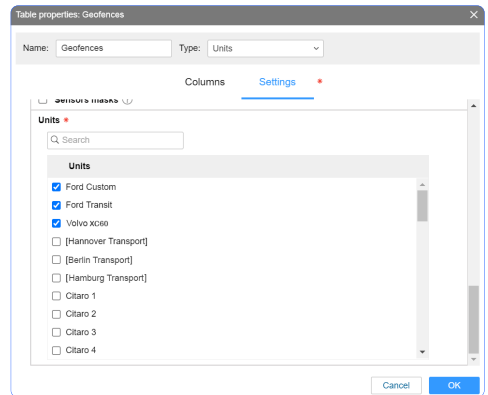 Table properties: Geofences
Name: Geofences Type: Units
Columns Settings *
Sensors masks
Units *
Search
Units
Ford Custom
Ford Transit
Volvo XC60
[Hannover Transport]
[Berlin Transport]
[Hamburg Transport]
Citaro 1
Citaro 2
Citaro 3
Citaro 4
Cancel OK